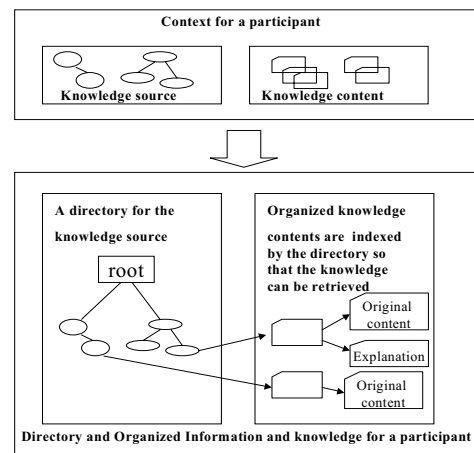 Context for a participant
Knowledge source
Knowledge content
A directory for the
knowledge source
root
Organized knowledge
contents are indexed
by the directory so
that the knowledge
can be retrieved
Original
content
Explanation
Original
content
Directory and Organized Information and knowledge for a participant